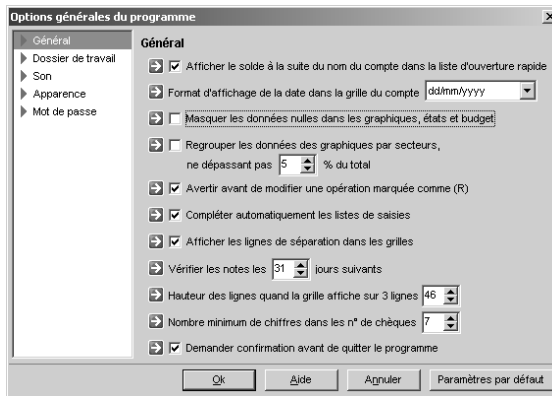 Options générales du programme
Général
Dossier de travail
Son
Apparence
Mot de passe
Général
Afficher le solde à la suite du nom du compte dans la liste d'ouverture rapide
Format d'affichage de la date dans la grille du compte dd/mm/yyyy
Masquer les données nulles dans les graphiques, états et budget
Regrouper les données des graphiques par secteurs,
ne dépassant pas 5 % du total
Avertir avant de modifier une opération marquée comme (R)
Compléter automatiquement les listes de saisies
Afficher les lignes de séparation dans les grilles
Vérifier les notes les 31 jours suivants
Hauteur des lignes quand la grille affiche sur 3 lignes 46
Nombre minimum de chiffres dans les n° de chèques 7
Demander confirmation avant de quitter le programme
Ok Aide Annuler Paramètres par défaut